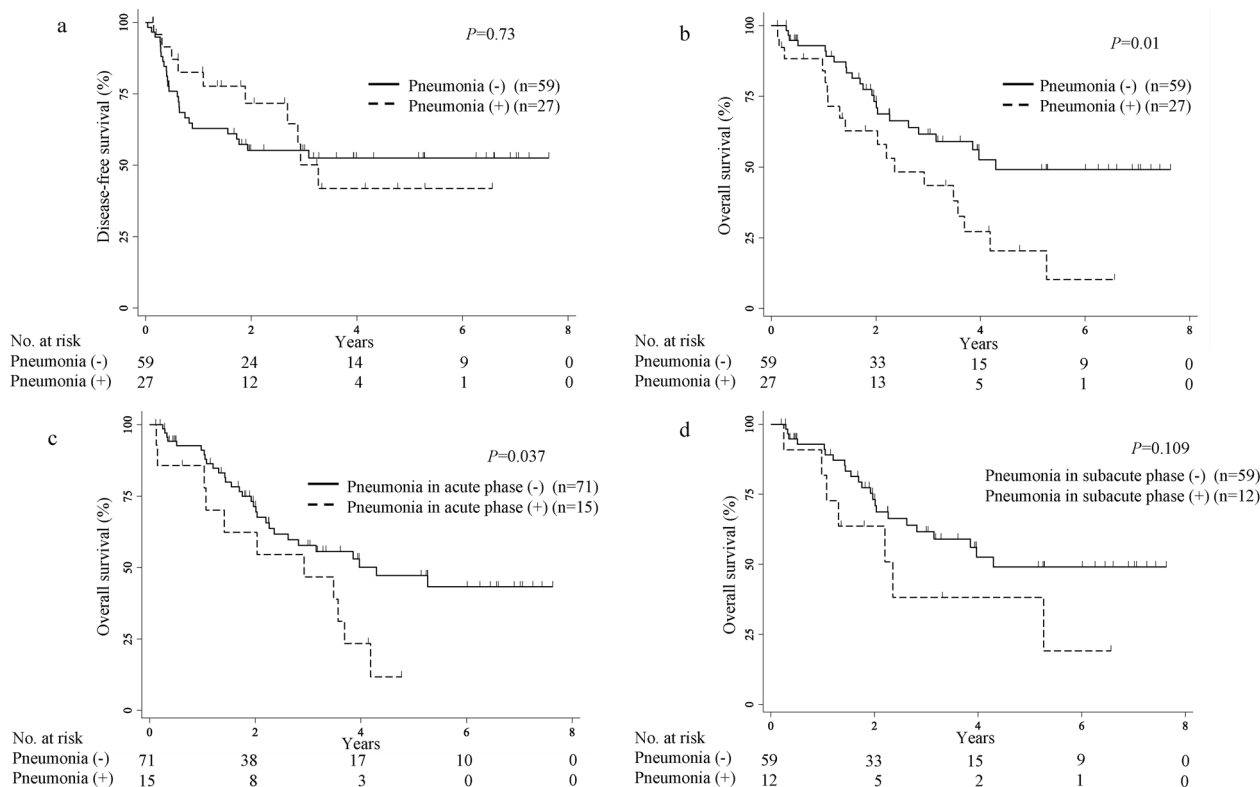 a
P=0.73
Pneumonia (-) (n=59)
Pneumonia (+) (n=27)
Disease-free survival (%)
100
75
50
25
0
0 2 4 6 8
Years
No. at risk
Pneumonia (-) 59 24 14 9 0
Pneumonia (+) 27 12 4 1 0
b
P=0.01
Pneumonia (-) (n=59)
Pneumonia (+) (n=27)
Overall survival (%)
100
75
50
25
0
0 2 4 6 8
Years
No. at risk
Pneumonia (-) 59 33 15 9 0
Pneumonia (+) 27 13 5 1 0
c
P=0.037
Pneumonia in acute phase (-) (n=71)
Pneumonia in acute phase (+) (n=15)
Overall survival (%)
100
75
50
25
0
0 2 4 6 8
Years
No. at risk
Pneumonia (-) 71 38 17 10 0
Pneumonia (+) 15 8 3 0 0
d
P=0.109
Pneumonia in subacute phase (-) (n=59)
Pneumonia in subacute phase (+) (n=12)
Overall survival (%)
100
75
50
25
0
0 2 4 6 8
Years
No. at risk
Pneumonia (-) 59 33 15 9 0
Pneumonia (+) 12 5 2 1 0